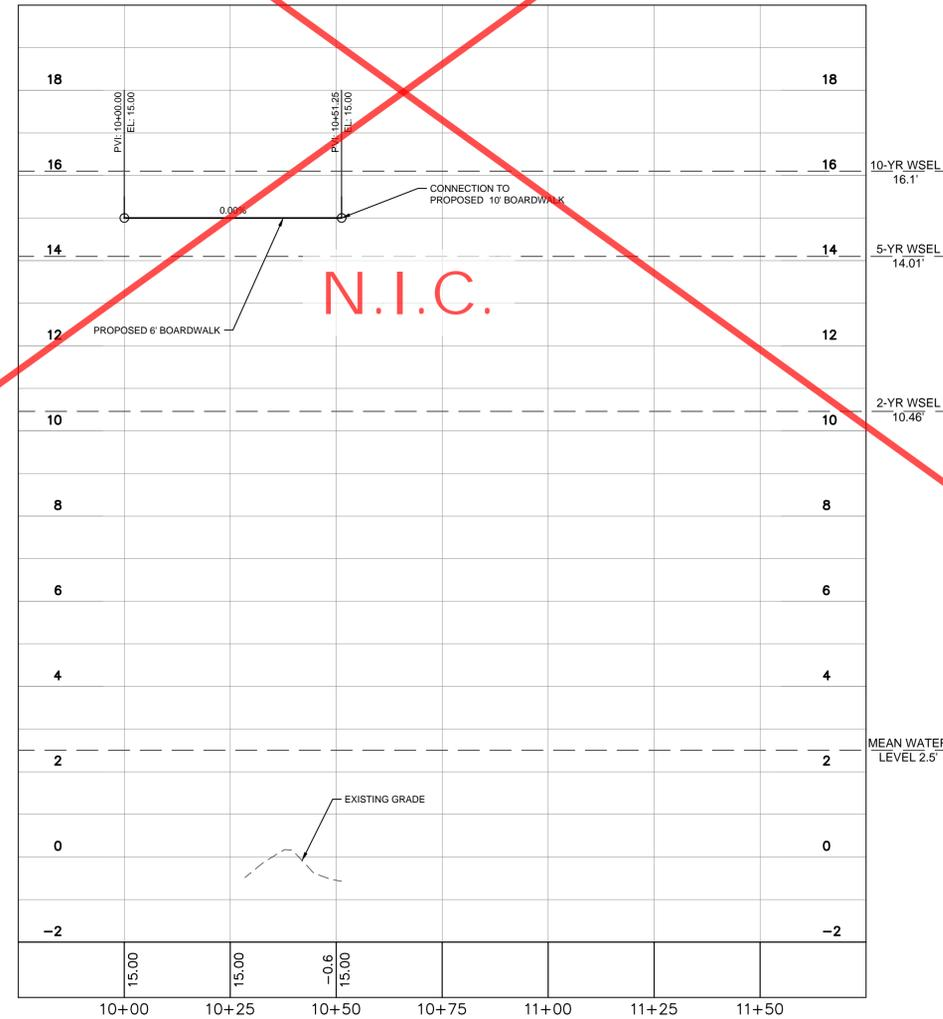 18 18
PVI: 10+00.00
EL: 15.00
PVI: 10+51.25
EL: 15.00
16 16
10-YR WSEL
16.1'
CONNECTION TO
PROPOSED 10' BOARDWALK
0.00%
14 14
5-YR WSEL
14.01'
N.I.C.
PROPOSED 6' BOARDWALK
12 12
2-YR WSEL
10.46'
10 10
8 8
6 6
4 4
MEAN WATER
LEVEL 2.5'
2 2
EXISTING GRADE
0 0
-2 -2
15.00
15.00
-0.6
15.00
10+00 10+25 10+50 10+75 11+00 11+25 11+50